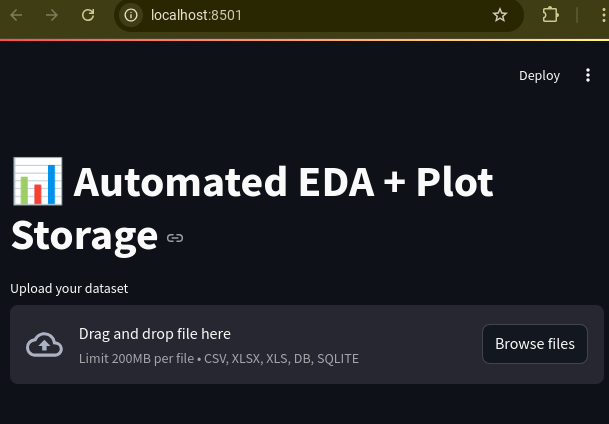 localhost:8501
Deploy
Automated EDA + Plot
Storage
Upload your dataset
Drag and drop file here
Limit 200MB per file • CSV, XLSX, XLS, DB, SQLITE
Browse files